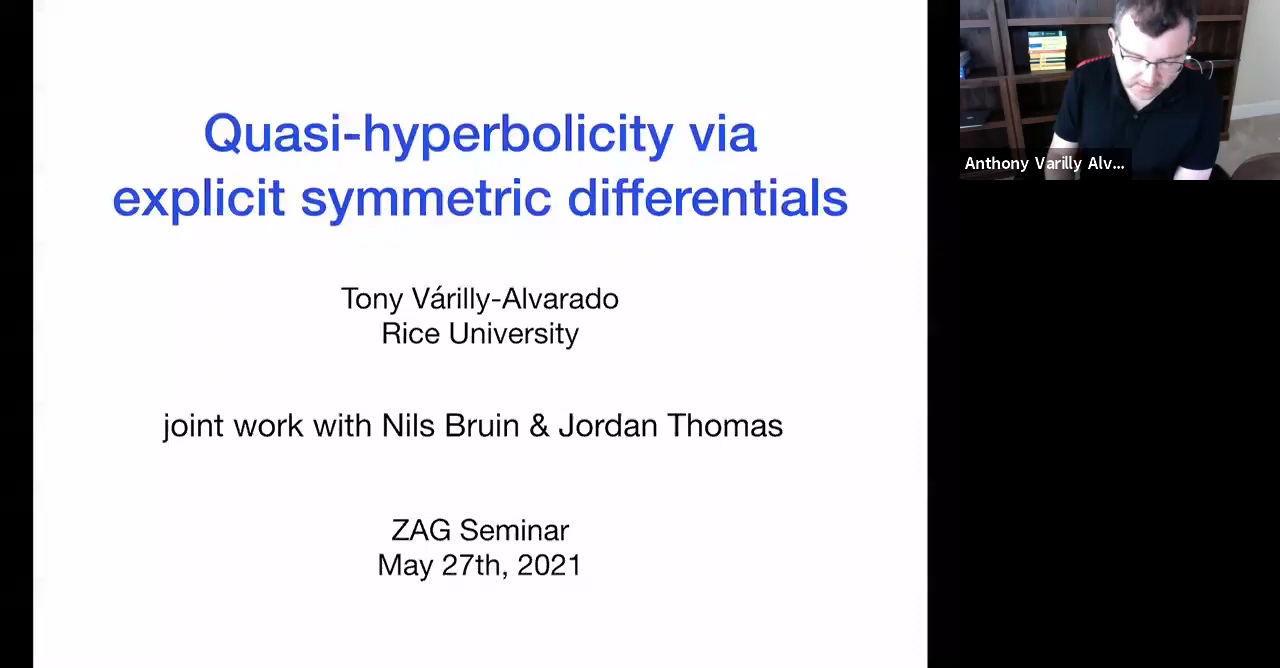 Quasi-hyperbolicity via
explicit symmetric differentials
Tony Várilly-Alvarado
Rice University
joint work with Nils Bruin & Jordan Thomas
ZAG Seminar
May 27th, 2021
Anthony Varilly Alv...